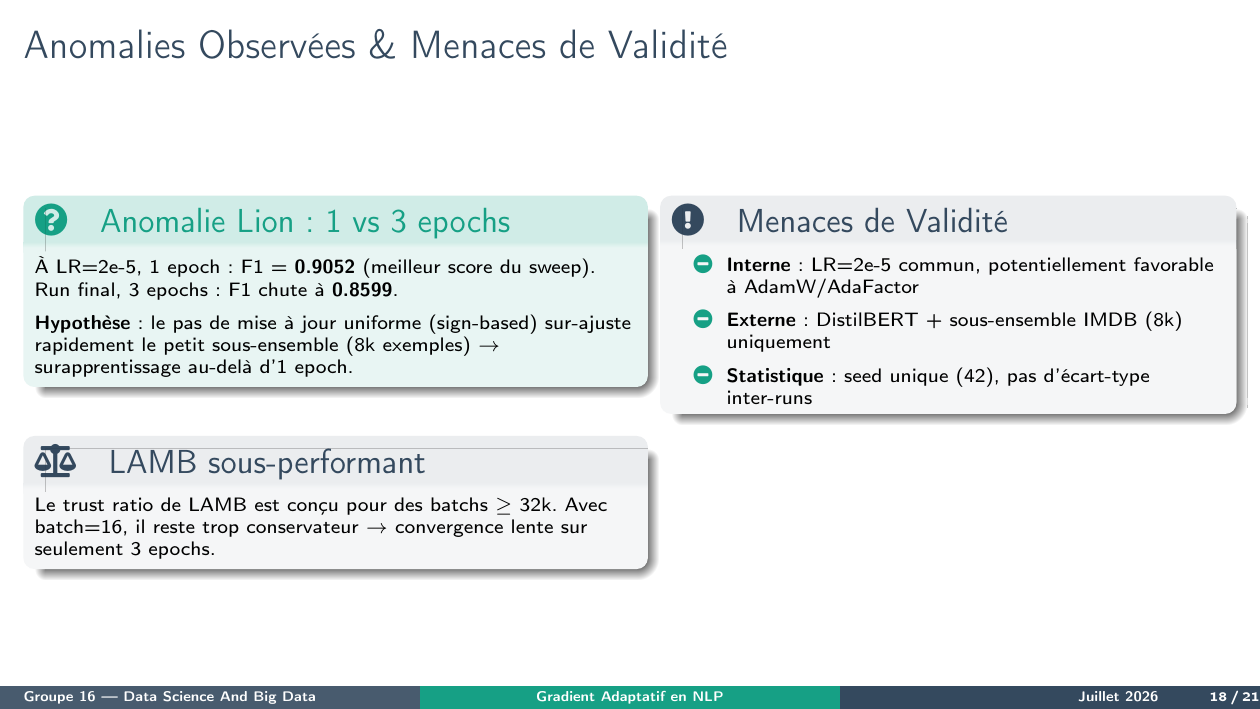 Anomalies Observées & Menaces de Validité
Anomalie Lion : 1 vs 3 epochs
À LR=2e-5, 1 epoch : F1 = 0.9052 (meilleur score du sweep).
Run final, 3 epochs : F1 chute à 0.8599.
Hypothèse : le pas de mise à jour uniforme (sign-based) sur-ajuste
rapidement le petit sous-ensemble (8k exemples) →
surapprentissage au-delà d'1 epoch.
LAMB sous-performant
Le trust ratio de LAMB est conçu pour des batchs ≥ 32k. Avec
batch=16, il reste trop conservateur → convergence lente sur
seulement 3 epochs.
Menaces de Validité
Interne : LR=2e-5 commun, potentiellement favorable
à AdamW/AdaFactor
Externe : DistilBERT + sous-ensemble IMDB (8k)
uniquement
Statistique : seed unique (42), pas d'écart-type
inter-runs
Groupe 16 — Data Science And Big Data
Gradient Adaptatif en NLP
Juillet 2026
18 / 21